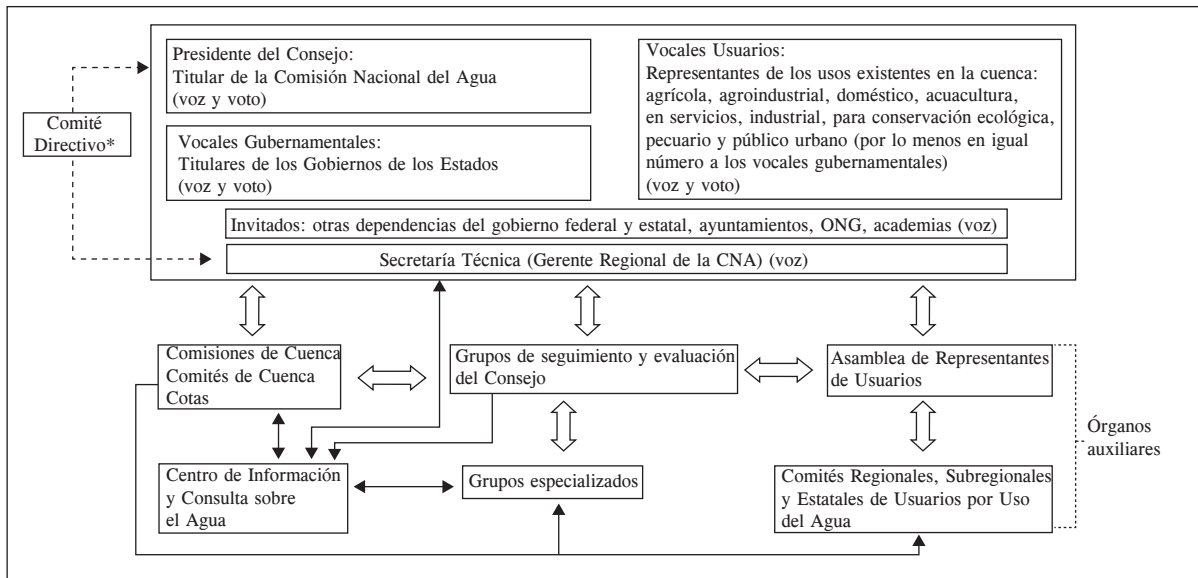 Presidente del Consejo:
Titular de la Comisión Nacional del Agua
(voz y voto)
Vocales Usuarios:
Representantes de los usos existentes en la cuenca:
agrícola, agroindustrial, doméstico, acuacultura,
en servicios, industrial, para conservación ecológica,
pecuario y público urbano (por lo menos en igual
número a los vocales gubernamentales)
(voz y voto)
Comité
Directivo*
Vocales Gubernamentales:
Titulares de los Gobiernos de los Estados
(voz y voto)
Invitados: otras dependencias del gobierno federal y estatal, ayuntamientos, ONG, academias (voz)
Secretaría Técnica (Gerente Regional de la CNA) (voz)
Comisiones de Cuenca
Comités de Cuenca
Cotas
Grupos de seguimiento y evaluación
del Consejo
Asamblea de Representantes
de Usuarios
Órganos
auxiliares
Centro de Información
y Consulta sobre
el Agua
Grupos especializados
Comités Regionales, Subregionales
y Estatales de Usuarios por Uso
del Agua